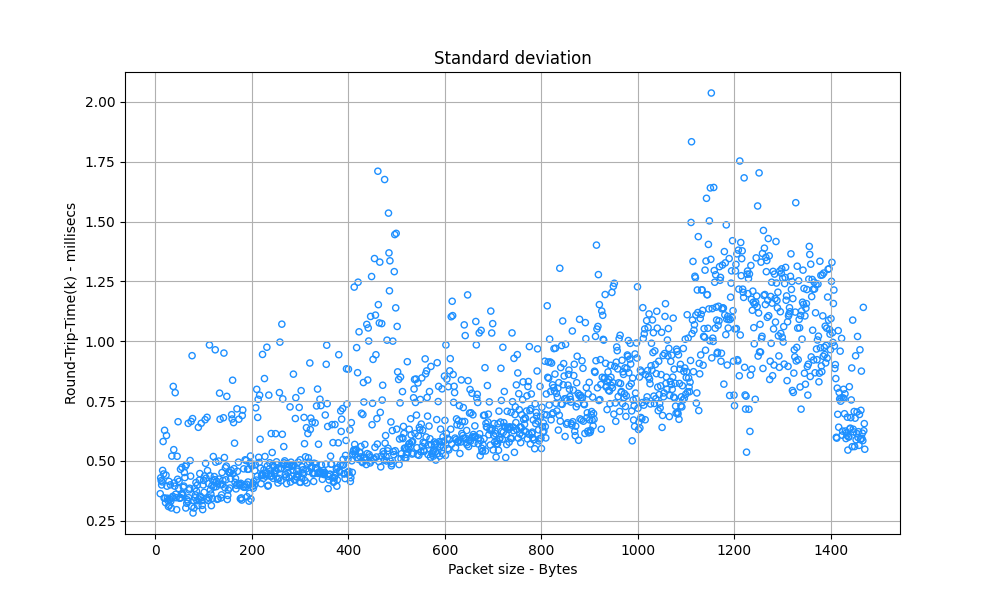 Standard deviation
Round-Trip-Time(k) - millisecs
2.00
1.75
1.50
1.25
1.00
0.75
0.50
0.25
0 200 400 600 800 1000 1200 1400
Packet size - Bytes